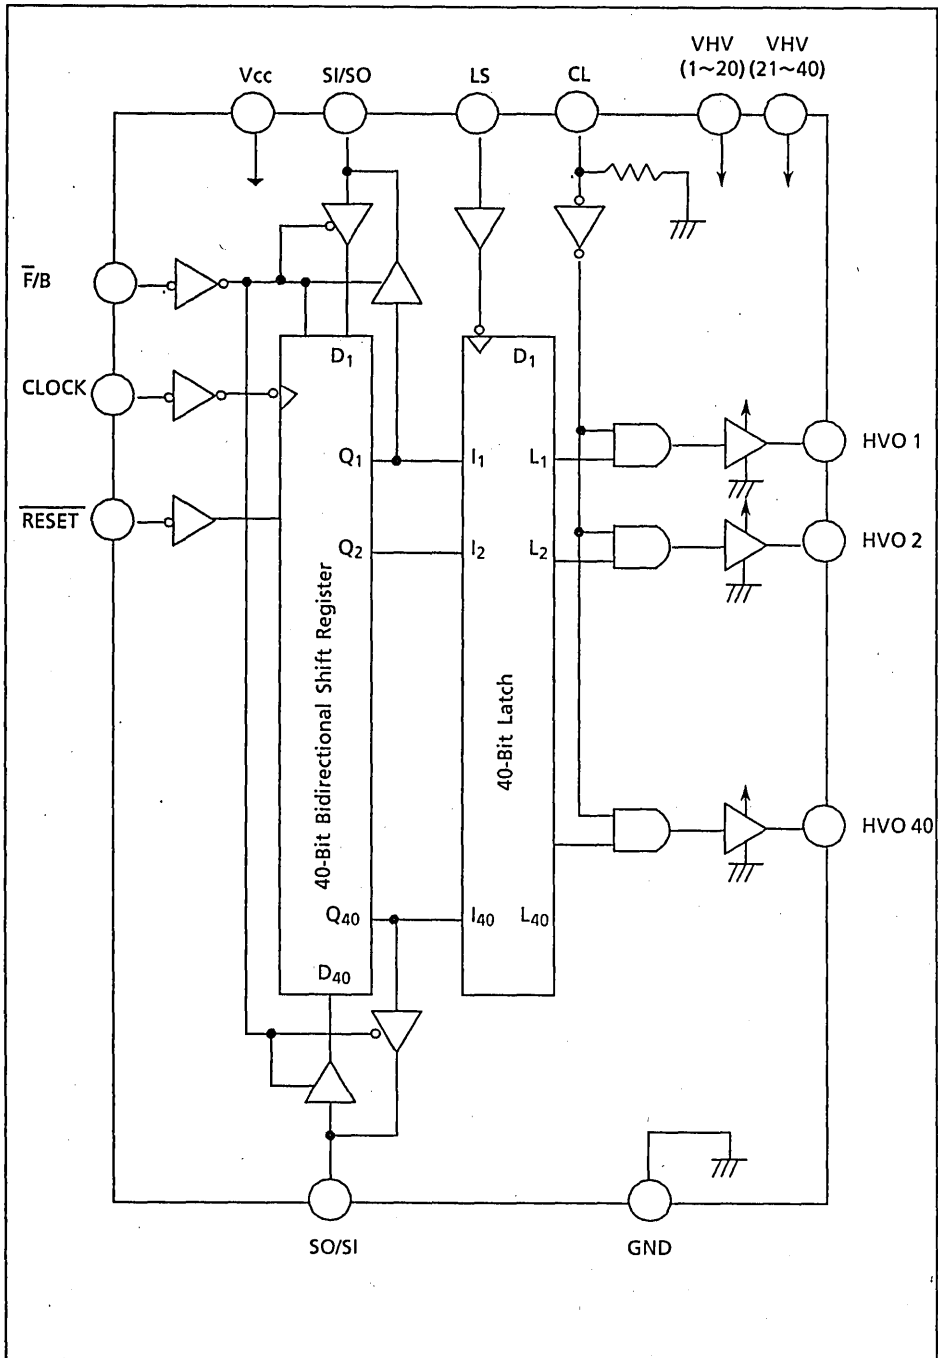 VHV VHV
Vcc SI/SO LS CL (1~20) (21~40)
F̅/B
D₁ D₁
CLOCK
Q₁ I₁ L₁ HVO 1
R̅E̅S̅E̅T̅
Q₂ I₂ L₂ HVO 2
40-Bit Bidirectional Shift Register
40-Bit Latch
HVO 40
Q₄₀ I₄₀ L₄₀
D₄₀
SO/SI GND